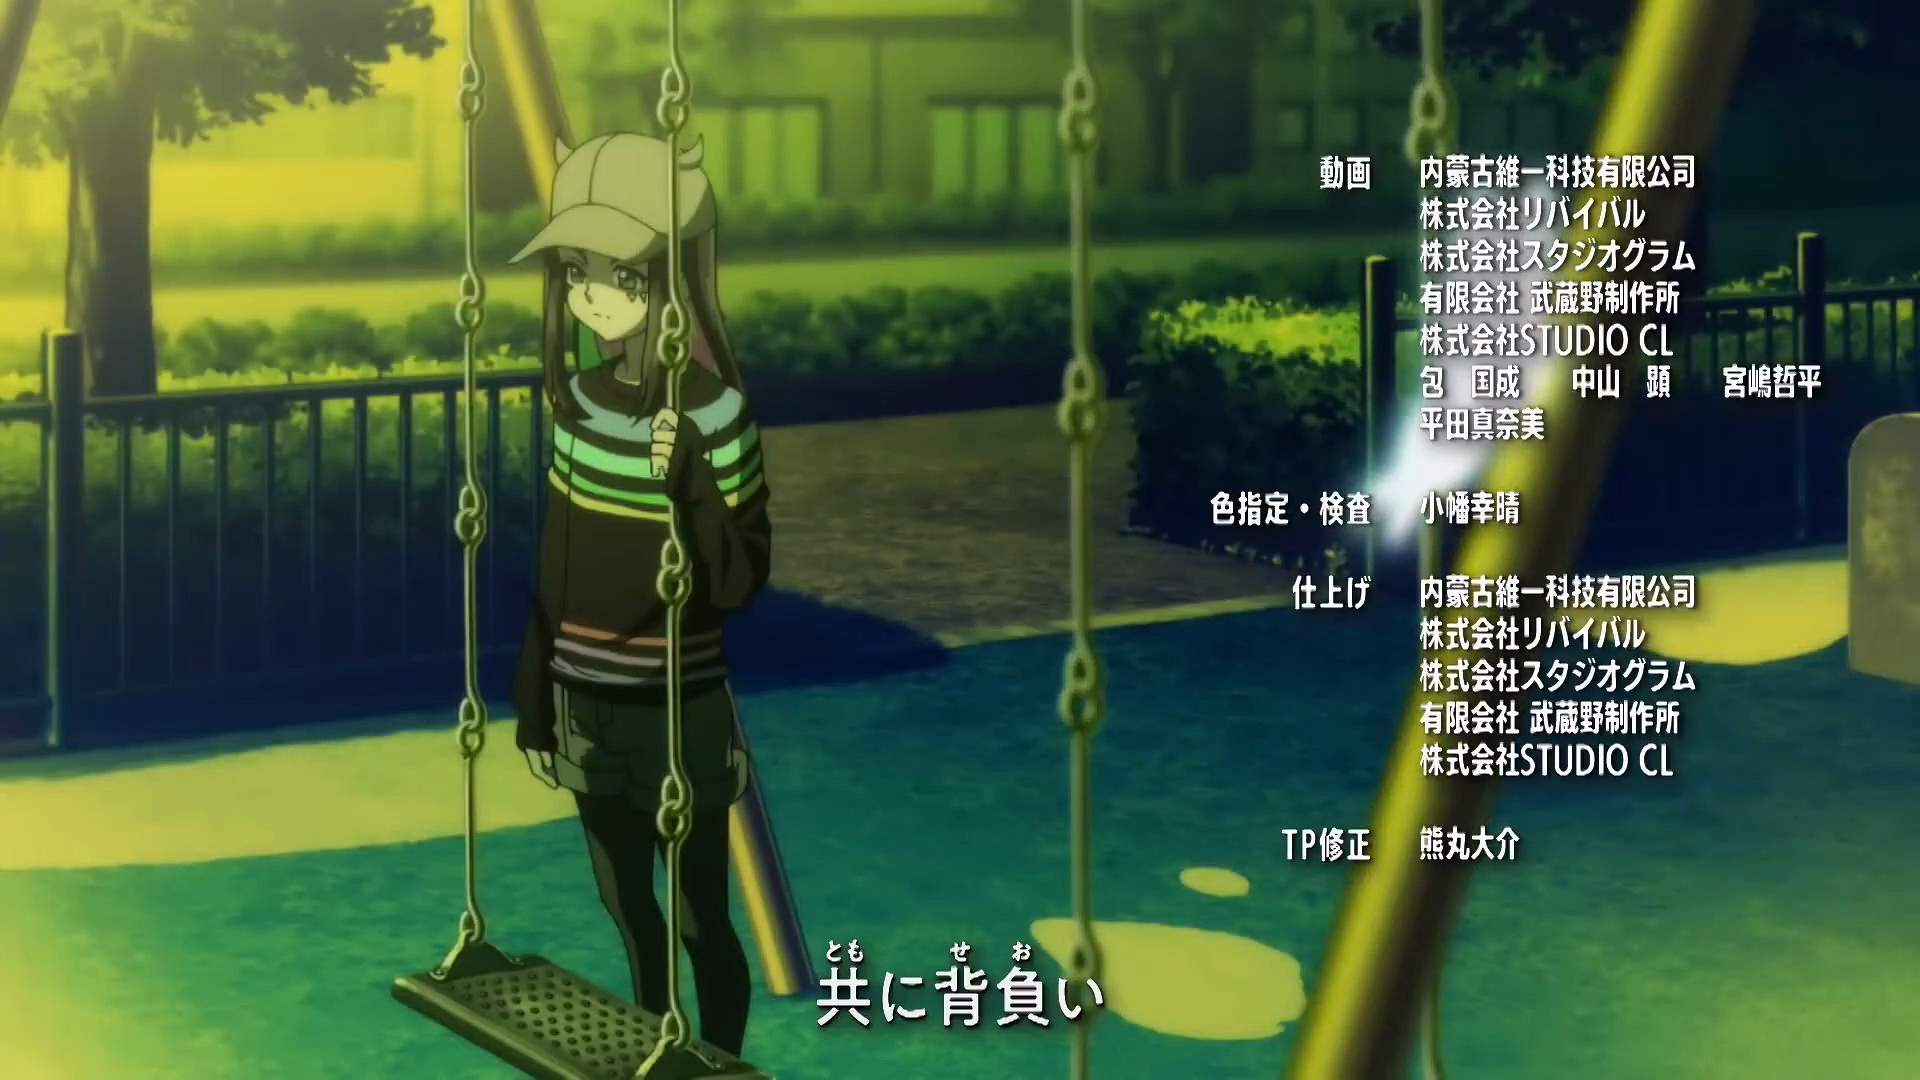 動画 内蒙古維一科技有限公司
株式会社リバイバル
株式会社スタジオグラム
有限会社 武蔵野制作所
株式会社STUDIO CL
包 国成 中山 顕 宮嶋哲平
平田真奈美
色指定・検査 小幡幸晴
仕上げ 内蒙古維一科技有限公司
株式会社リバイバル
株式会社スタジオグラム
有限会社 武蔵野制作所
株式会社STUDIO CL
TP修正 熊丸大介
とも せ お
共に背負い